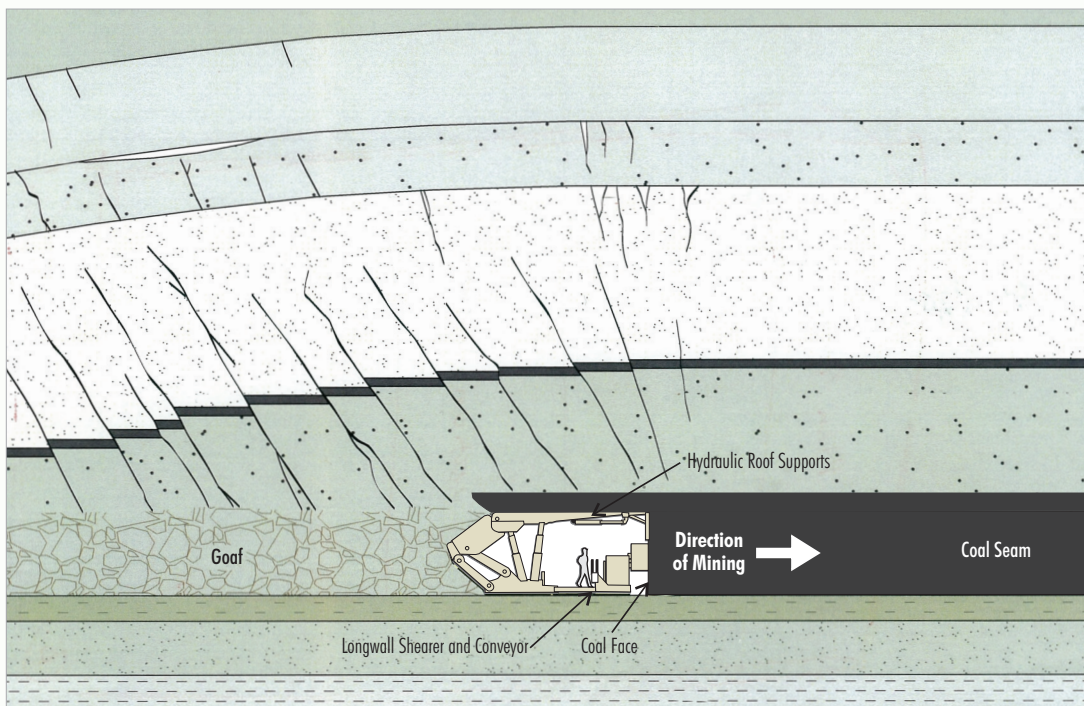 Hydraulic Roof Supports
Direction
of Mining
Coal Seam
Goaf
Longwall Shearer and Conveyor
Coal Face